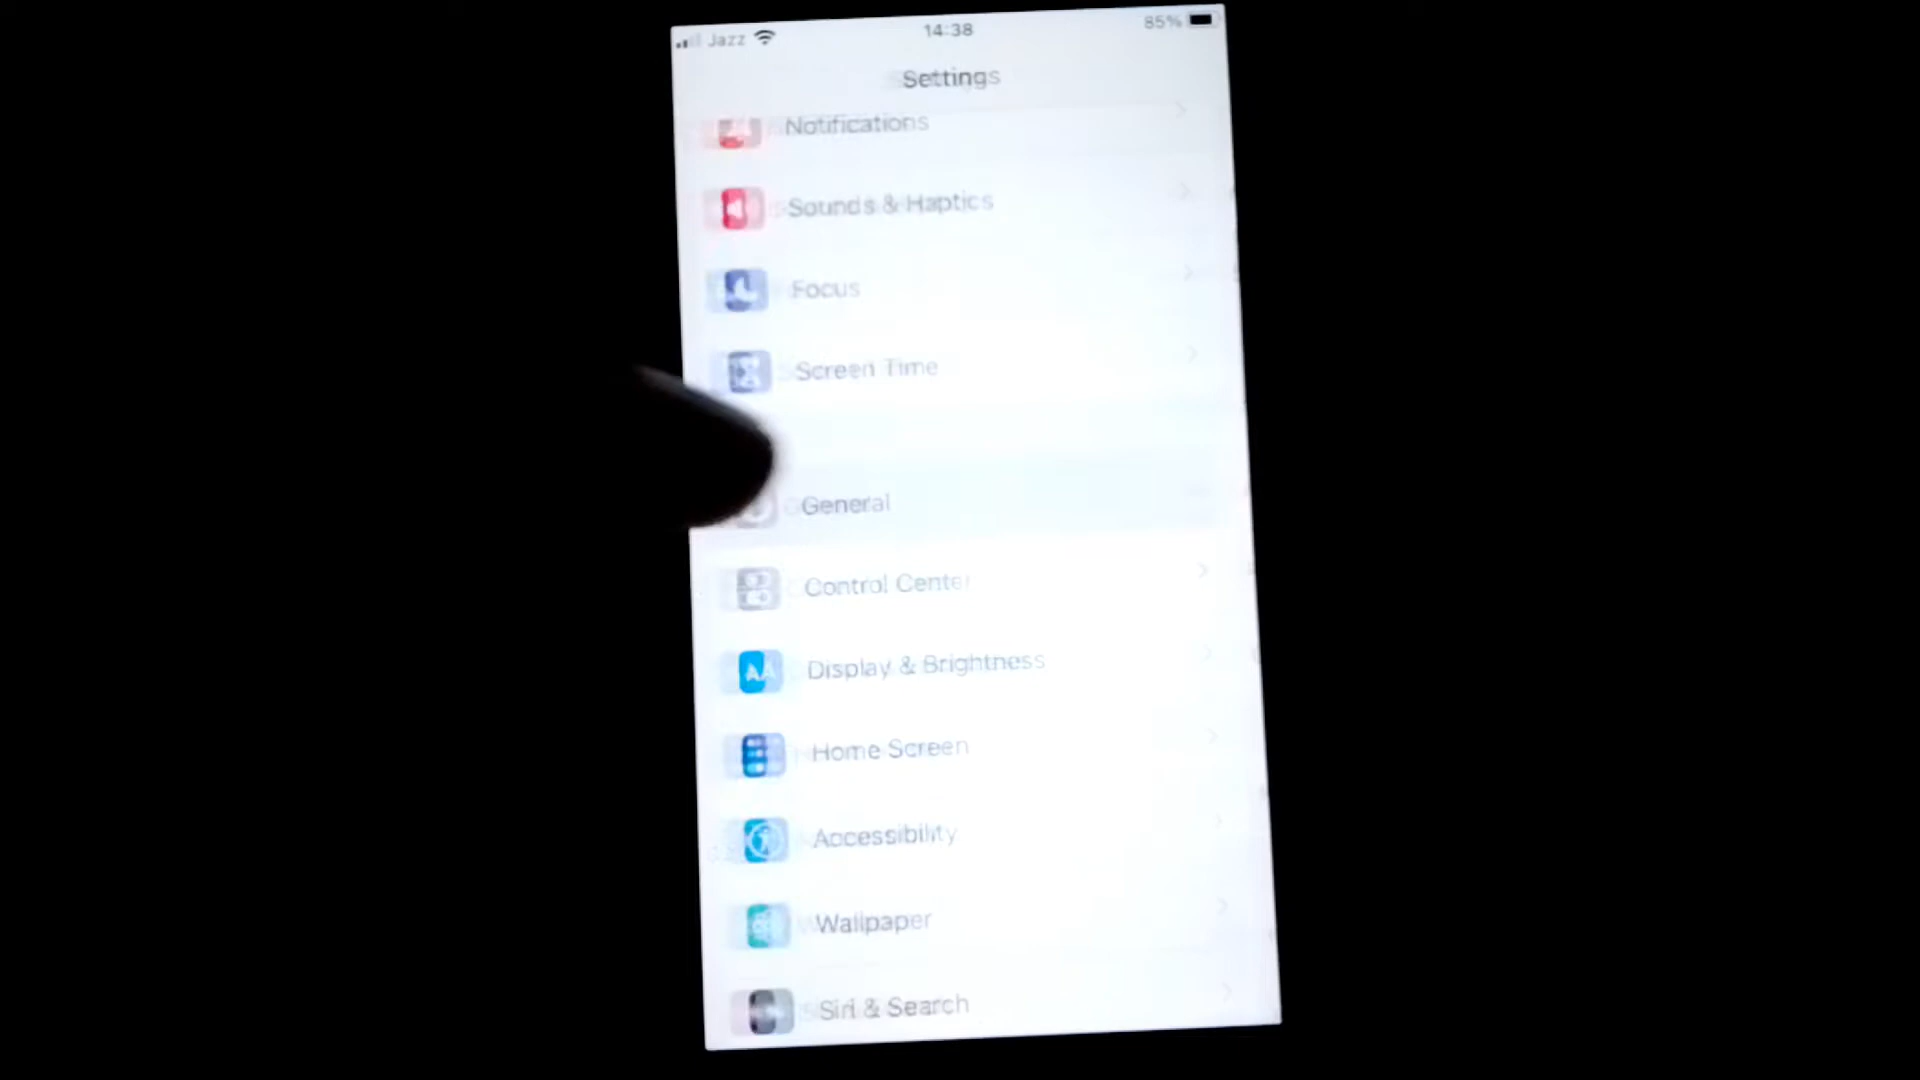 Jazz 14:38 85%
Settings
Notifications
Sounds & Haptics
Focus
Screen Time
General
Control Center
AA Display & Brightness
Home Screen
Accessibility
Wallpaper
Siri & Search